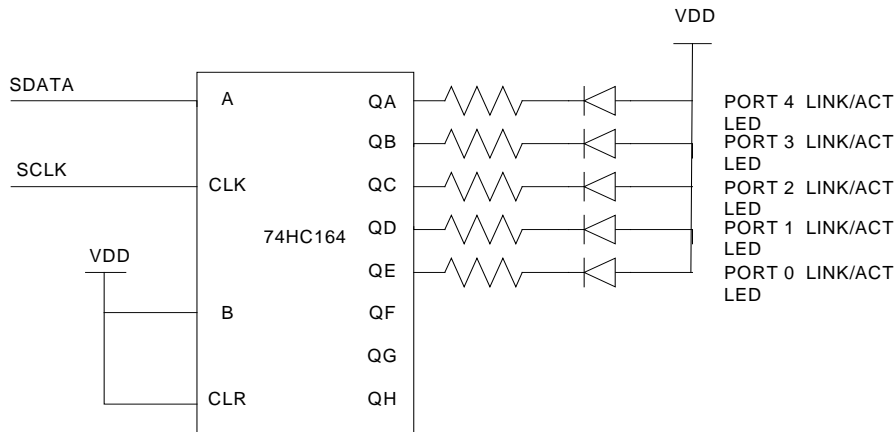 VDD
SDATA
A
QA
PORT 4 LINK/ACT
LED
QB
PORT 3 LINK/ACT
LED
SCLK
CLK
QC
PORT 2 LINK/ACT
LED
74HC164
QD
PORT 1 LINK/ACT
LED
VDD
QE
PORT 0 LINK/ACT
LED
B
QF
QG
CLR
QH